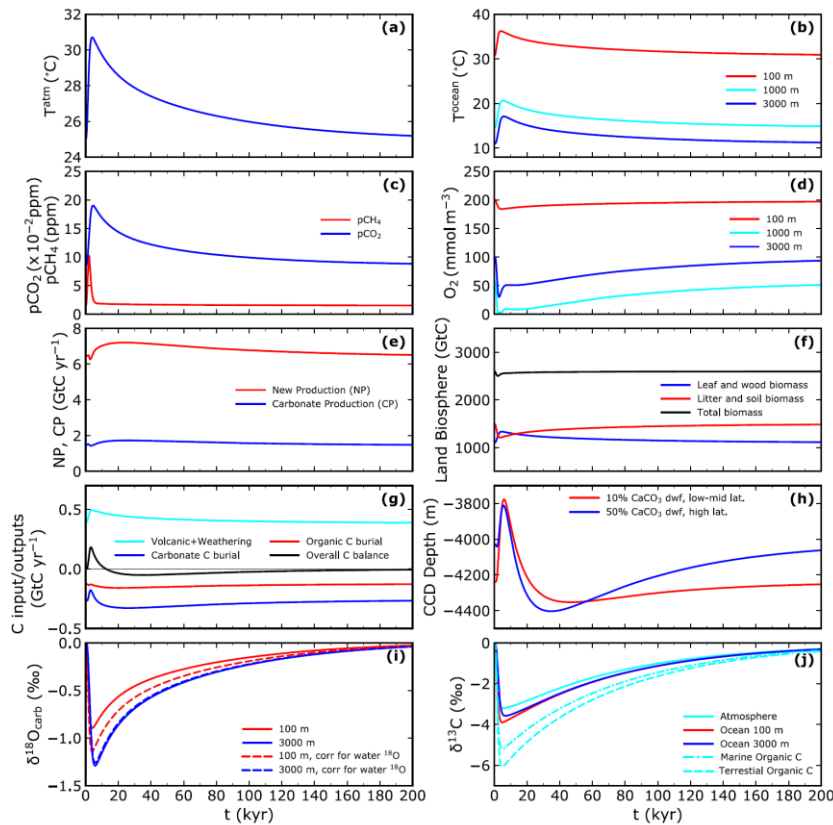 (a)
T^atm (°C)
32
30
28
26
24
(b)
T^ocean (°C)
40
30
20
10
100 m
1000 m
3000 m
(c)
pCO₂ (x 10⁻² ppm)
pCH₄ (ppm)
25
20
15
10
5
0
pCH₄
pCO₂
(d)
O₂ (mmol m⁻³)
250
200
150
100
50
0
100 m
1000 m
3000 m
(e)
NP, CP (GtC yr⁻¹)
8
6
4
2
0
New Production (NP)
Carbonate Production (CP)
(f)
Land Biosphere (GtC)
3000
2000
1000
Leaf and wood biomass
Litter and soil biomass
Total biomass
(g)
C input/outputs
(GtC yr⁻¹)
0.5
0.0
−0.5
Volcanic+Weathering
Carbonate C burial
Organic C burial
Overall C balance
(h)
CCD Depth (m)
−3800
−4000
−4200
−4400
10% CaCO₃ dwf, low-mid lat.
50% CaCO₃ dwf, high lat.
(i)
δ¹⁸O_carb (‰)
0.0
−0.5
−1.0
−1.5
100 m
3000 m
100 m, corr for water ¹⁸O
3000 m, corr for water ¹⁸O
0 20 40 60 80 100 120 140 160 180 200
t (kyr)
(j)
δ¹³C (‰)
0
−2
−4
−6
Atmosphere
Ocean 100 m
Ocean 3000 m
Marine Organic C
Terrestial Organic C
0 20 40 60 80 100 120 140 160 180 200
t (kyr)